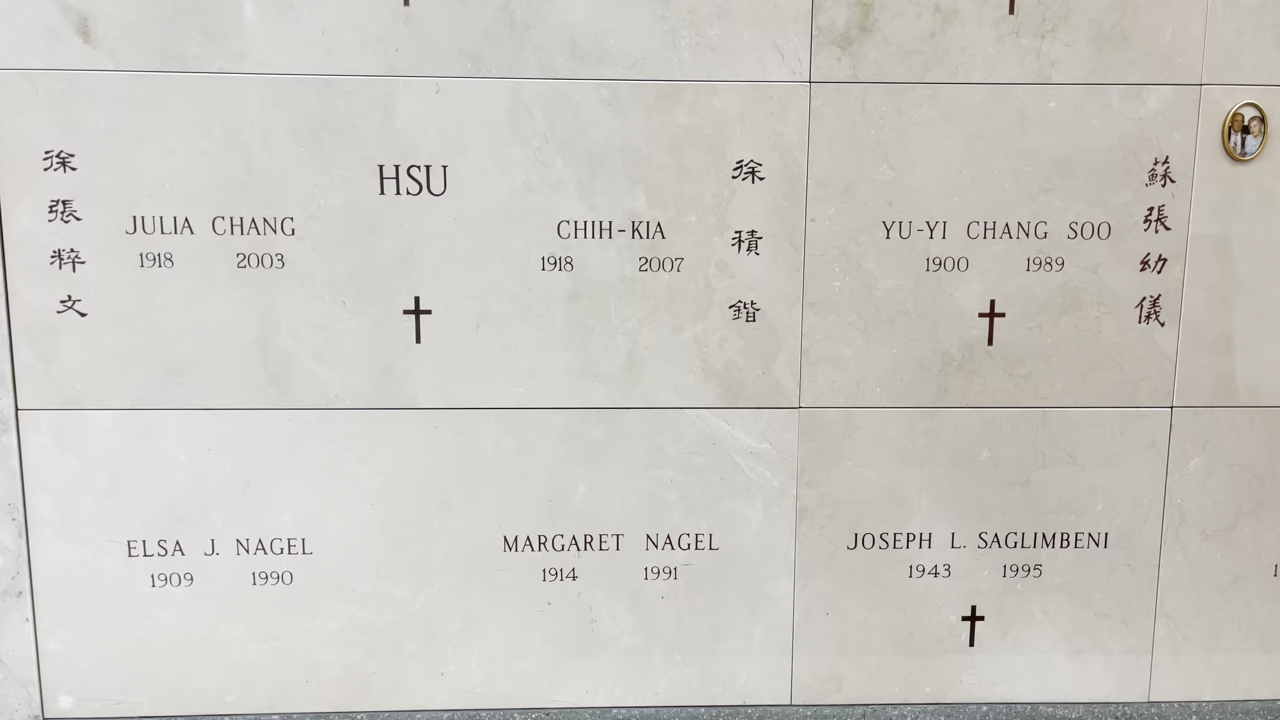 徐張粹文
HSU
JULIA CHANG
1918 2003
CHIH-KIA
1918 2007
徐積鍇
YU-YI CHANG SOO
1900 1989
蘇張幼儀
ELSA J. NAGEL
1909 1990
MARGARET NAGEL
1914 1991
JOSEPH L. SAGLIMBENI
1943 1995